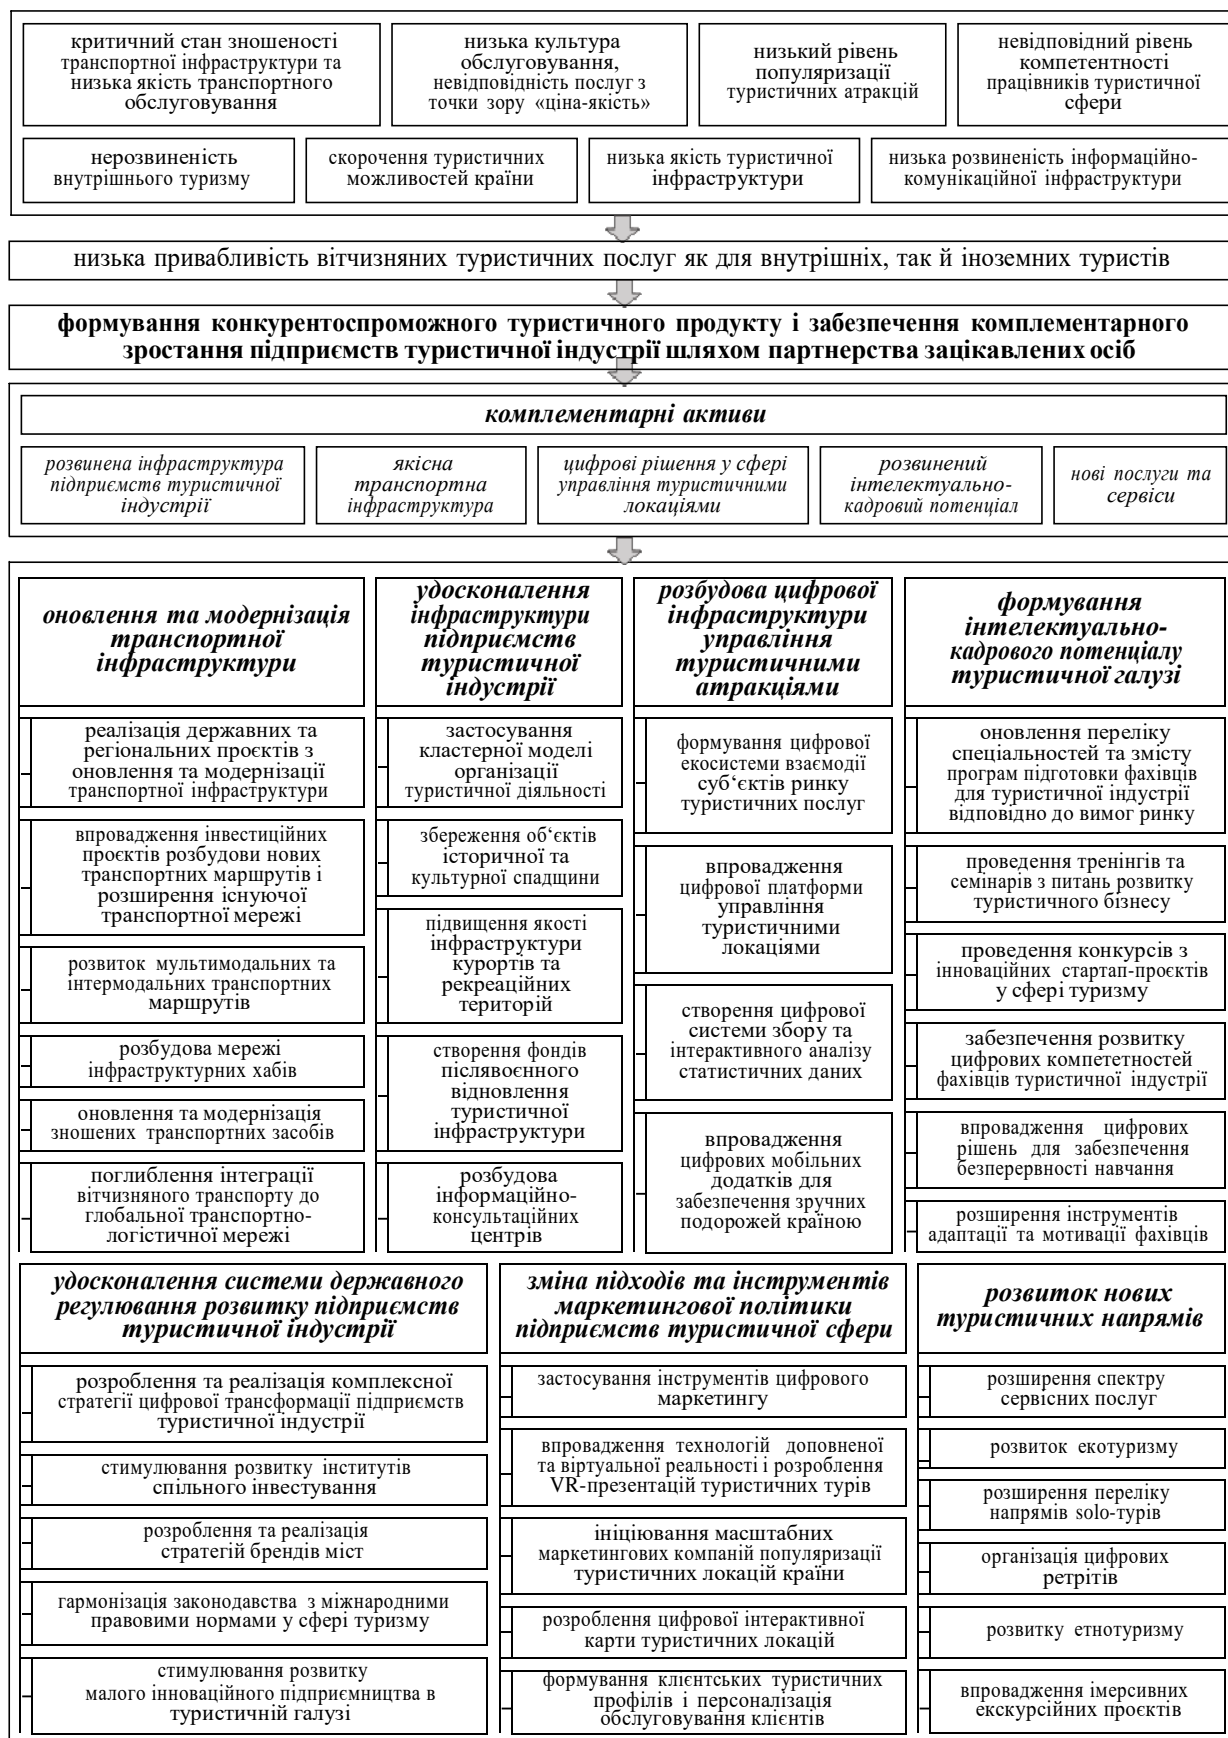 критичний стан зношеності
транспортної інфраструктури та
низька якість транспортного
обслуговування
низька культура
обслуговування,
невідповідність послуг з
точки зору «ціна-якість»
низький рівень
популяризації
туристичних атракцій
невідповідний рівень
компетентності
працівників туристичної
сфери
нерозвиненість
внутрішнього туризму
скорочення туристичних
можливостей країни
низька якість туристичної
інфраструктури
низька розвиненість інформаційно-
комунікаційної інфраструктури
низька привабливість вітчизняних туристичних послуг як для внутрішніх, так й іноземних туристів
формування конкурентоспроможного туристичного продукту і забезпечення комплементарного
зростання підприємств туристичної індустрії шляхом партнерства зацікавлених осіб
комплементарні активи
розвинена інфраструктура
підприємств туристичної
індустрії
якісна
транспортна
інфраструктура
цифрові рішення у сфері
управління туристичними
локаціями
розвинений
інтелектуально-
кадровий потенціал
нові послуги та
сервіси
оновлення та модернізація
транспортної
інфраструктури
реалізація державних та
регіональних проєктів з
оновлення та модернізації
транспортної інфраструктури
впровадження інвестиційних
проєктів розбудови нових
транспортних маршрутів і
розширення існуючої
транспортної мережі
розвиток мультимодальних та
інтермодальних транспортних
маршрутів
розбудова мережі
інфраструктурних хабів
оновлення та модернізація
зношених транспортних засобів
поглиблення інтеграції
вітчизняного транспорту до
глобальної транспортно-
логістичної мережі
удосконалення
інфраструктури
підприємств
туристичної
індустрії
застосування
кластерної моделі
організації
туристичної діяльності
збереження об‘єктів
історичної та
культурної спадщини
підвищення якості
інфраструктури
курортів та
рекреаційних
територій
створення фондів
післявоєнного
відновлення
туристичної
інфраструктури
розбудова
інформаційно-
консультаційних
центрів
розбудова цифрової
інфраструктури
управління
туристичними
атракціями
формування цифрової
екосистеми взаємодії
суб‘єктів ринку
туристичних послуг
впровадження
цифрової платформи
управління
туристичними
локаціями
створення цифрової
системи збору та
інтерактивного аналізу
статистичних даних
впровадження
цифрових мобільних
додатків для
забезпечення зручних
подорожей країною
формування
інтелектуально-
кадрового потенціалу
туристичної галузі
оновлення переліку
спеціальностей та змісту
програм підготовки фахівців
для туристичної індустрії
відповідно до вимог ринку
проведення тренінгів та
семінарів з питань розвитку
туристичного бізнесу
проведення конкурсів з
інноваційних стартап-проєктів
у сфері туризму
забезпечення розвитку
цифрових компететностей
фахівців туристичної індустрії
впровадження цифрових
рішень для забезпечення
безперервності навчання
розширення інструментів
адаптації та мотивації фахівців
удосконалення системи державного
регулювання розвитку підприємств
туристичної індустрії
розроблення та реалізація комплексної
стратегії цифрової трансформації підприємств
туристичної індустрії
стимулювання розвитку інститутів
спільного інвестування
розроблення та реалізація
стратегій брендів міст
гармонізація законодавства з міжнародними
правовими нормами у сфері туризму
стимулювання розвитку
малого інноваційного підприємництва в
туристичній галузі
зміна підходів та інструментів
маркетингової політики
підприємств туристичної сфери
застосування інструментів цифрового
маркетингу
впровадження технологій доповненої
та віртуальної реальності і розроблення
VR-презентацій туристичних турів
ініціювання масштабних
маркетингових компаній популяризації
туристичних локацій країни
розроблення цифрової інтерактивної
карти туристичних локацій
формування клієнтських туристичних
профілів і персоналізація
обслуговування клієнтів
розвиток нових
туристичних напрямів
розширення спектру
сервісних послуг
розвиток екотуризму
розширення переліку
напрямів solo-турів
організація цифрових
ретрітів
розвитку етнотуризму
впровадження імерсивних
екскурсійних проєктів